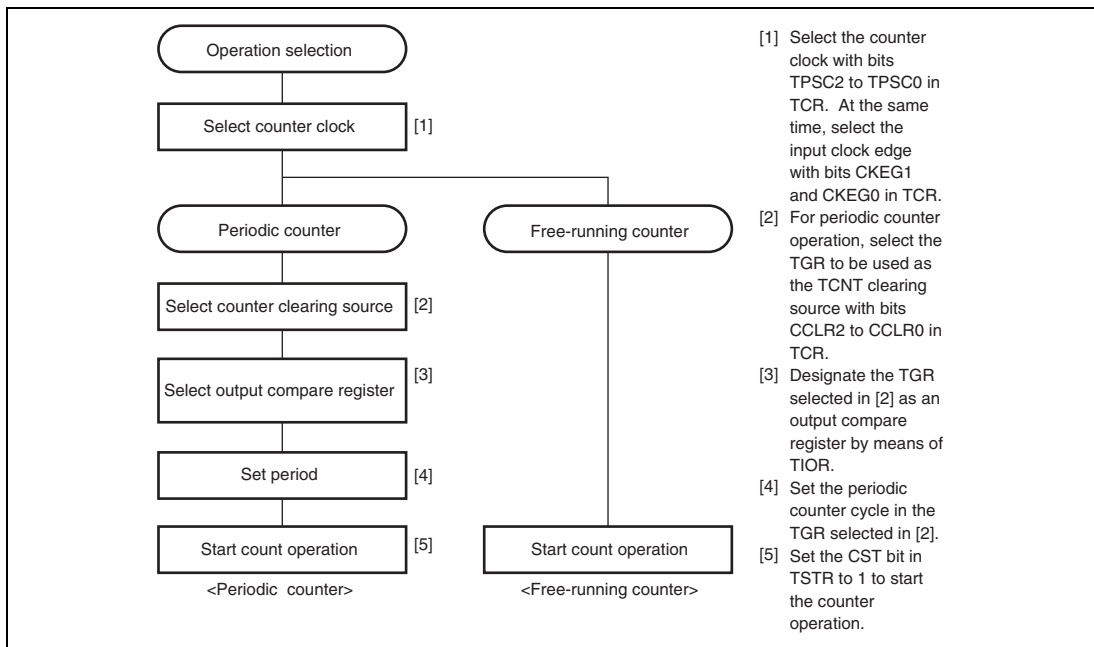 Operation selection
Select counter clock
[1]
Periodic counter
Free-running counter
Select counter clearing source
[2]
Select output compare register
[3]
Set period
[4]
Start count operation
[5]
Start count operation
<Periodic counter>
<Free-running counter>
[1] Select the counter
clock with bits
TPSC2 to TPSC0 in
TCR. At the same
time, select the
input clock edge
with bits CKEG1
and CKEG0 in TCR.
[2] For periodic counter
operation, select the
TGR to be used as
the TCNT clearing
source with bits
CCLR2 to CCLR0 in
TCR.
[3] Designate the TGR
selected in [2] as an
output compare
register by means of
TIOR.
[4] Set the periodic
counter cycle in the
TGR selected in [2].
[5] Set the CST bit in
TSTR to 1 to start
the counter
operation.